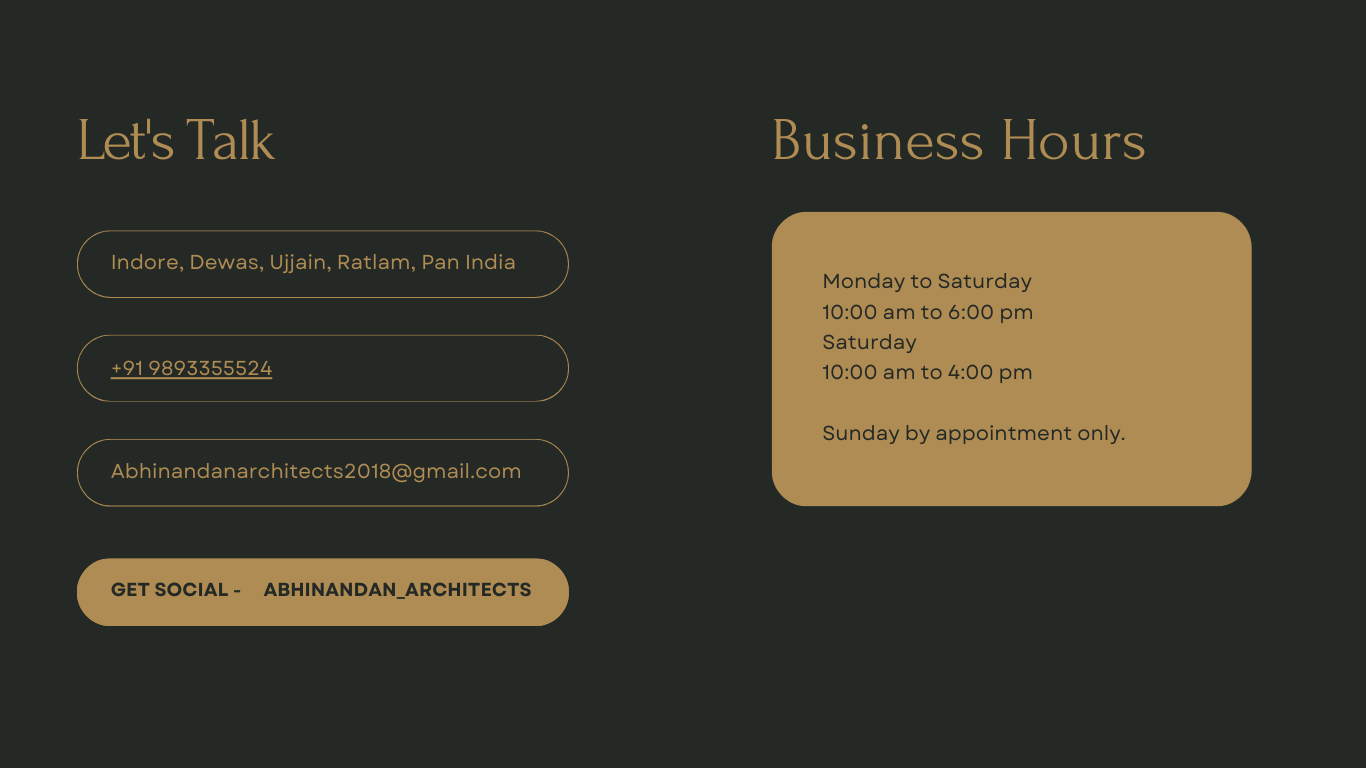 Let's Talk
Indore, Dewas, Ujjain, Ratlam, Pan India
+91 9893355524
Abhinandanarchitects2018@gmail.com
GET SOCIAL - ABHINANDAN_ARCHITECTS
Business Hours
Monday to Saturday
10:00 am to 6:00 pm
Saturday
10:00 am to 4:00 pm
Sunday by appointment only.